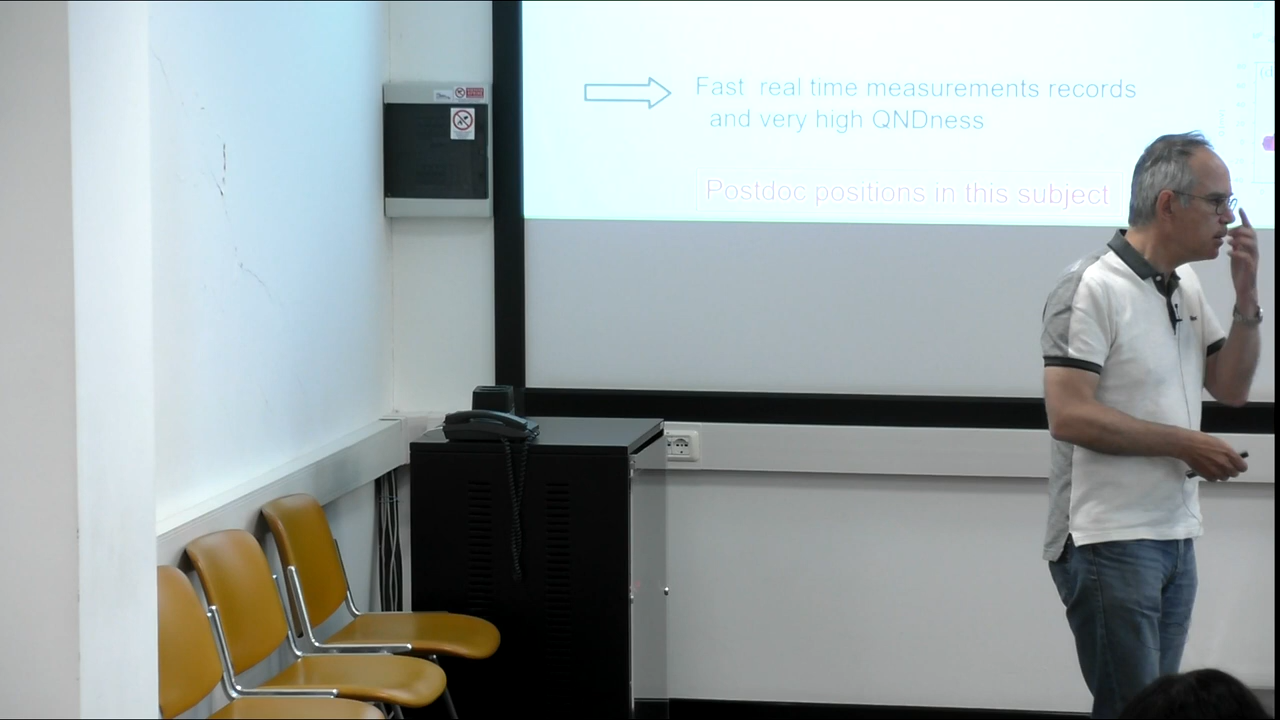 Fast real time measurements records
and very high QNDness
Postdoc positions in this subject